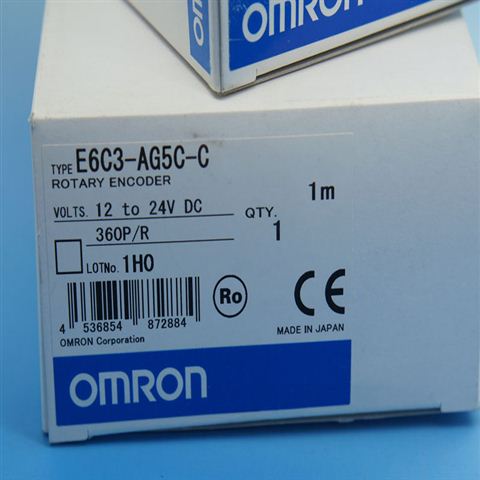 OMRON
TYPE E6C3-AG5C-C
ROTARY ENCODER
1m
VOLTS. 12 to 24V DC QTY.
360P/R 1
LOTNo. 1H0
Ro
CE
4 536854 872884
MADE IN JAPAN
OMRON Corporation
OMRON